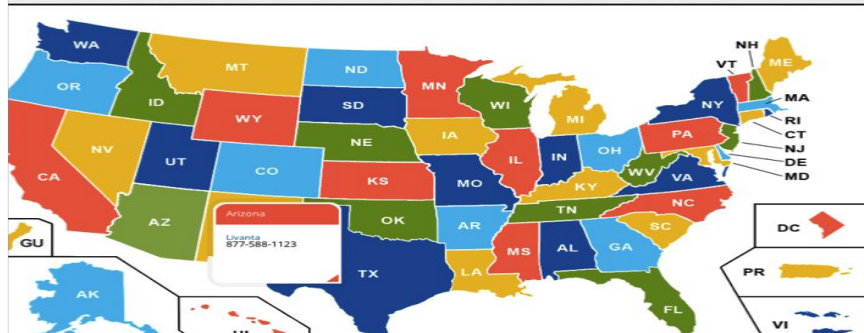 NH
ME
WA
VT
MT
ND
MN
OR
MA
ID
WI
NY
SD
MI
RI
WY
CT
PA
IA
NE
NJ
NV
OH
IL
IN
DE
UT
CO
WV
MD
CA
KS
MO
VA
KY
NC
TN
AZ
OK
Arizona
AR
SC
DC
Livanta
877-588-1123
GU
MS
AL
GA
TX
LA
PR
AK
FL
VI